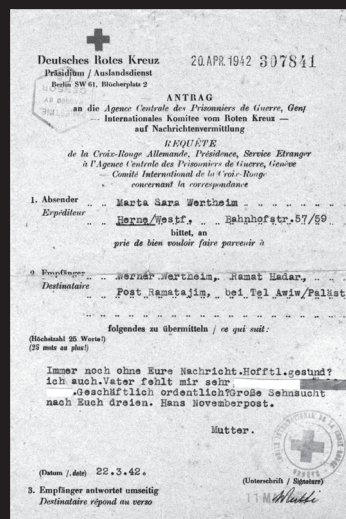 Deutsches Rotes Kreuz
Präsidium / Auslandsdienst
Berlin SW 61, Blücherplatz 2
20. APR. 1942 307841
ANTRAG
an die Agence Centrale des Prisonniers de Guerre, Genf
— Internationales Komitee vom Roten Kreuz —
auf Nachrichtenvermittlung
REQUÊTE
de la Croix-Rouge Allemande, Présidence, Service Etranger
à l'Agence Centrale des Prisonniers de Guerre, Genève
— Comité International de la Croix-Rouge —
concernant la correspondance
1. Absender Marta Sara Wertheim
Expéditeur Herne/Westf., Bahnhofstr.57/59
bittet, an
prie de bien vouloir faire parvenir à
2. Empfänger Werner Wertheim, Ramat Hadar,
Destinataire Post Ramatajim, bei Tel Awiw/Paläst
folgendes zu übermitteln / ce qui suit:
(Höchstzahl 25 Worte!)
(25 mots au plus!)
Immer noch ohne Eure Nachricht.Hofftl.gesund?
ich auch.Vater fehlt mir sehr
.Geschäftlich ordentlich?Große Sehnsucht
nach Euch dreien. Hans Novemberpost.
Mutter.
(Datum / date) 22.3.42.
(Unterschrift / Signature)
3. Empfänger antwortet umseitig
Destinataire répond au verso